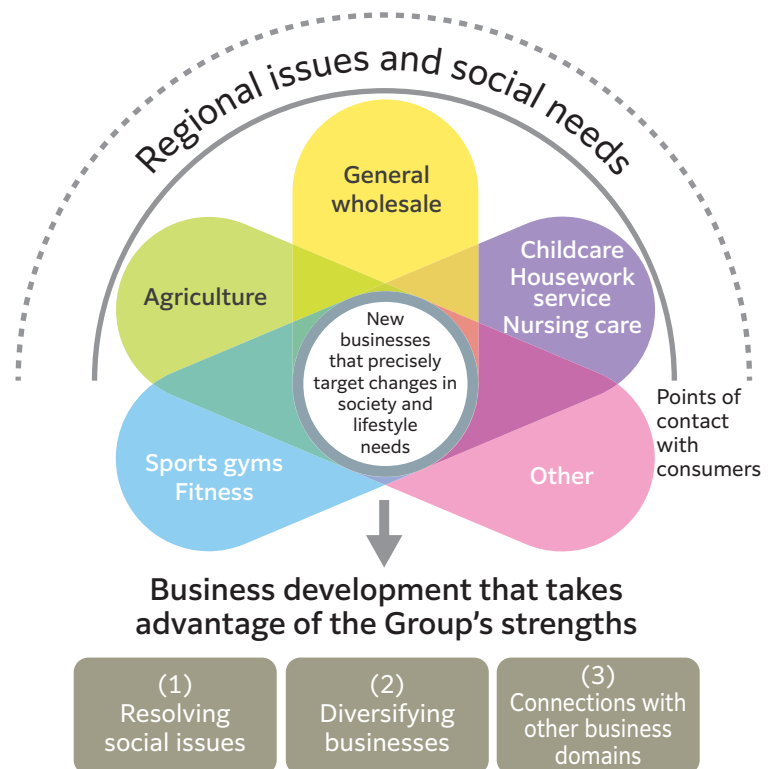 Regional issues and social needs
General
wholesale
Agriculture
Childcare
Housework
service
Nursing care
New
businesses
that precisely
target changes in
society and
lifestyle
needs
Points of
contact
with
consumers
Sports gyms
Fitness
Other
Business development that takes
advantage of the Group's strengths
(1)
Resolving
social issues
(2)
Diversifying
businesses
(3)
Connections with
other business
domains